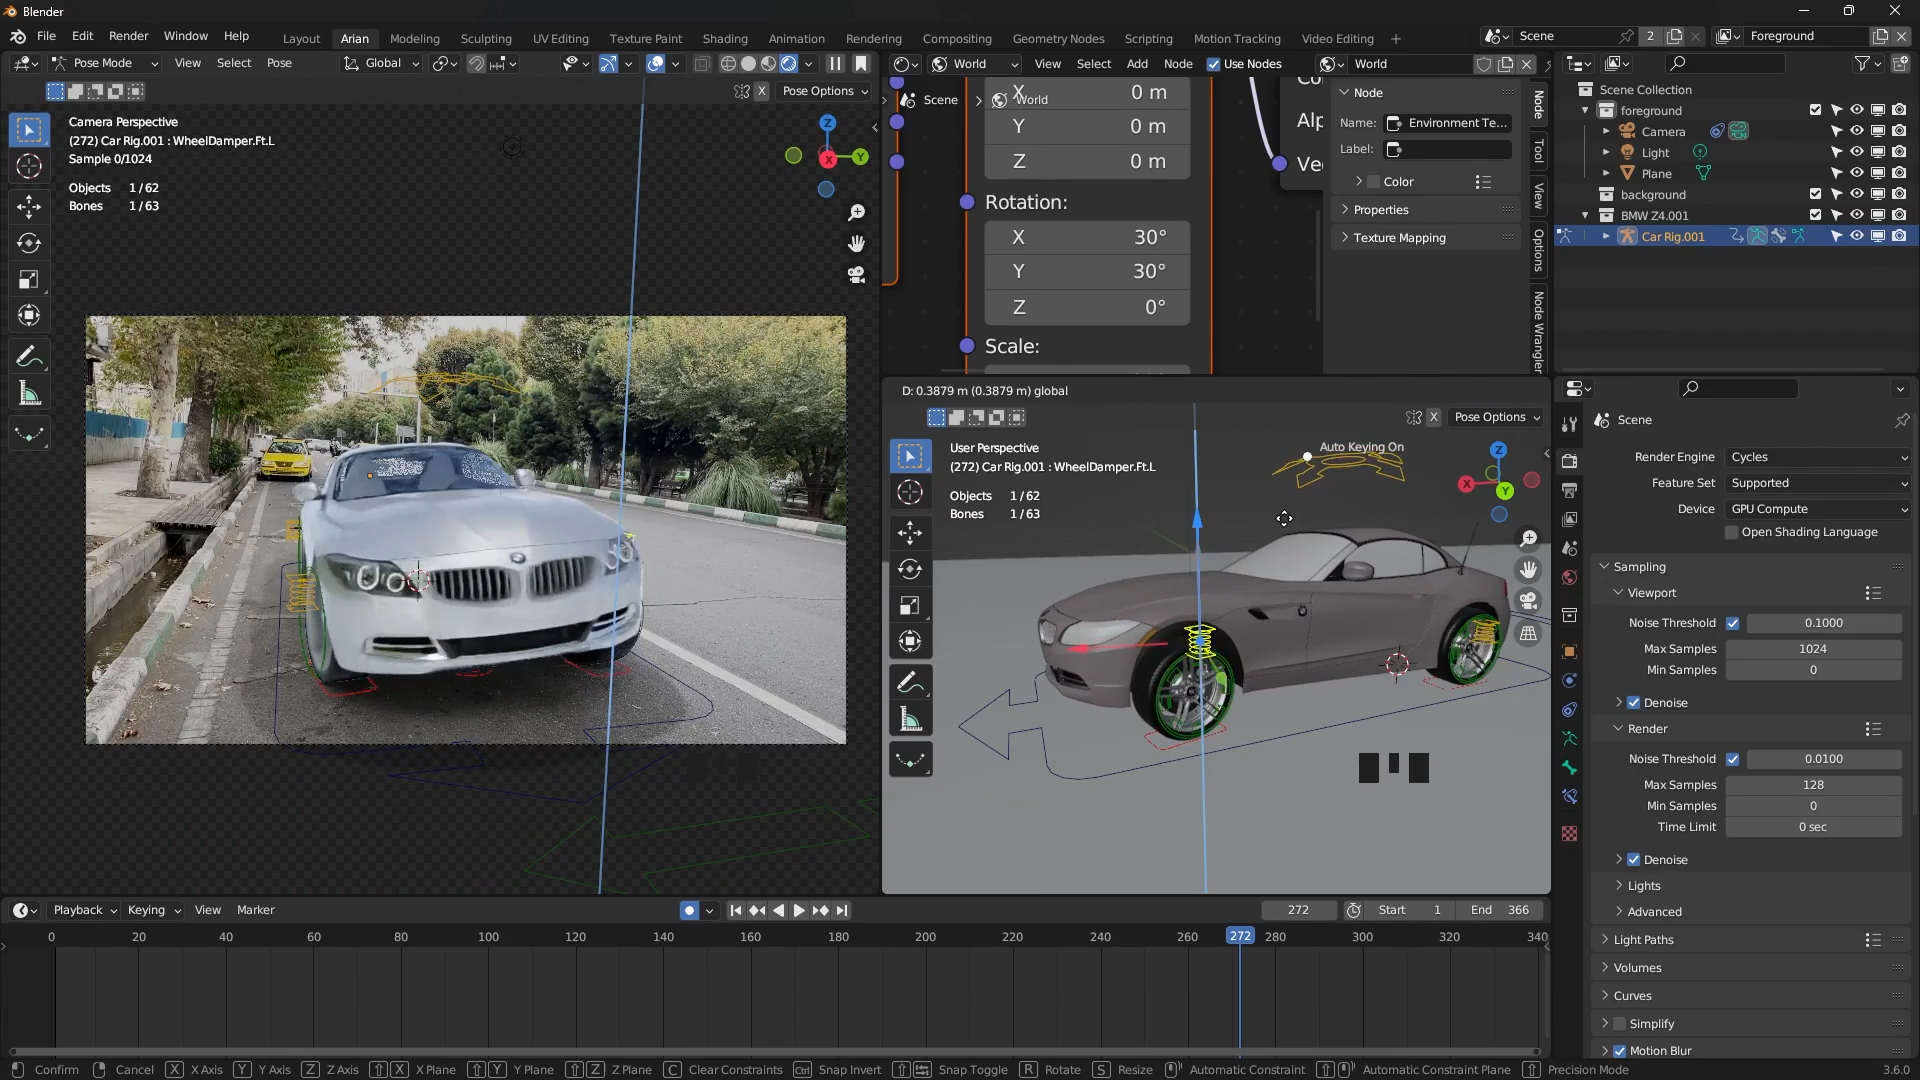 Blender
File Edit Render Window Help
Layout Arian Modeling Sculpting UV Editing Texture Paint Shading Animation Rendering Compositing Geometry Nodes Scripting Motion Tracking Video Editing +
Scene 2
Foreground
Pose Mode View Select Pose Global
X Pose Options
Camera Perspective
(272) Car Rig.001 : WheelDamper.Ft.L
Sample 0/1024
Objects 1/62
Bones 1/63
Z
X Y
World View Select Add Node Use Nodes World
Scene > World
X 0 m
Y 0 m
Z 0 m
Rotation:
X 30°
Y 30°
Z 0°
Scale:
Node
Name: Environment Te...
Label:
Color
Properties
Texture Mapping
Node
Tool
View
Options
Node Wrangler
Scene Collection
foreground
Camera
Light
Plane
background
BMW Z4.001
Car Rig.001
D: 0.3879 m (0.3879 m) global
X Pose Options
User Perspective
(272) Car Rig.001 : WheelDamper.Ft.L
Objects 1/62
Bones 1/63
Auto Keying On
Z
X Y
Scene
Render Engine Cycles
Feature Set Supported
Device GPU Compute
Open Shading Language
Sampling
Viewport
Noise Threshold 0.1000
Max Samples 1024
Min Samples 0
Denoise
Render
Noise Threshold 0.0100
Max Samples 128
Min Samples 0
Time Limit 0 sec
Denoise
Lights
Advanced
Light Paths
Volumes
Curves
Simplify
Motion Blur
Playback Keying View Marker
272 Start 1 End 366
0 20 40 60 80 100 120 140 160 180 200 220 240 260 272 280 300 320 340
Confirm Cancel X X Axis Y Y Axis Z Z Axis X X Plane Y Y Plane Z Z Plane C Clear Constraints Ctrl Snap Invert Snap Toggle R Rotate S Resize Automatic Constraint Automatic Constraint Plane Precision Mode 3.6.0